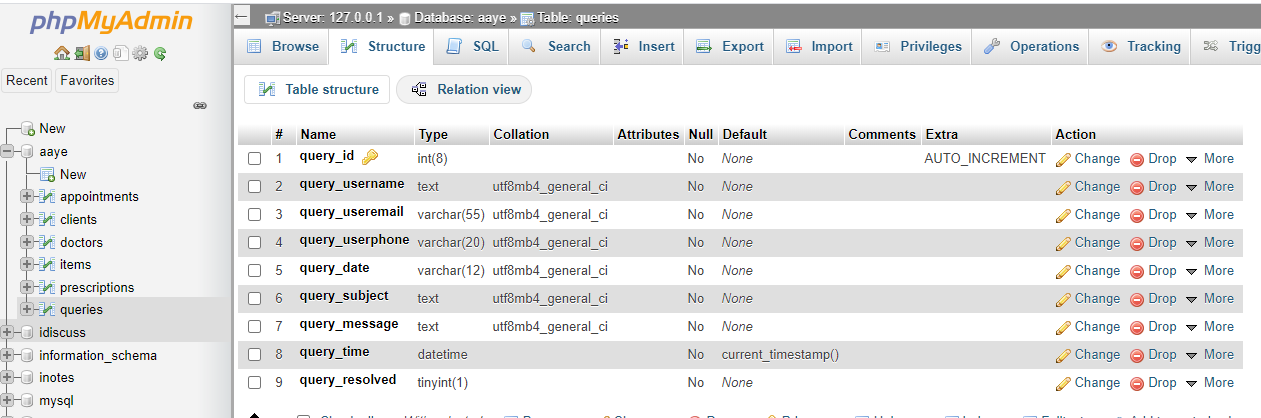 phpMyAdmin
Recent Favorites
New
aaye
New
appointments
clients
doctors
items
prescriptions
queries
idiscuss
information_schema
inotes
mysql
Server: 127.0.0.1 » Database: aaye » Table: queries
Browse Structure SQL Search Insert Export Import Privileges Operations Tracking Trigg
Table structure Relation view
# Name Type Collation Attributes Null Default Comments Extra Action
1 query_id int(8) No None AUTO_INCREMENT Change Drop More
2 query_username text utf8mb4_general_ci No None Change Drop More
3 query_useremail varchar(55) utf8mb4_general_ci No None Change Drop More
4 query_userphone varchar(20) utf8mb4_general_ci No None Change Drop More
5 query_date varchar(12) utf8mb4_general_ci No None Change Drop More
6 query_subject text utf8mb4_general_ci No None Change Drop More
7 query_message text utf8mb4_general_ci No None Change Drop More
8 query_time datetime No current_timestamp() Change Drop More
9 query_resolved tinyint(1) No None Change Drop More